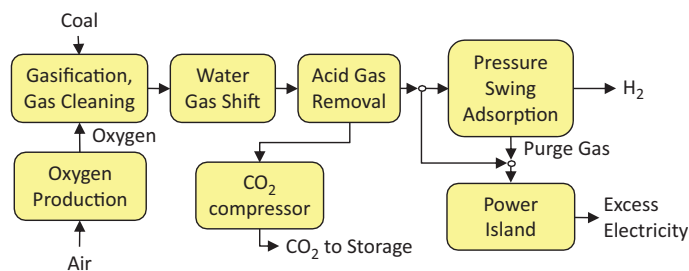 Coal
Gasification,
Gas Cleaning
Water
Gas Shift
Acid Gas
Removal
Pressure
Swing
Adsorption
H₂
Oxygen
Purge Gas
Oxygen
Production
CO₂
compressor
Power
Island
Excess
Electricity
CO₂ to Storage
Air